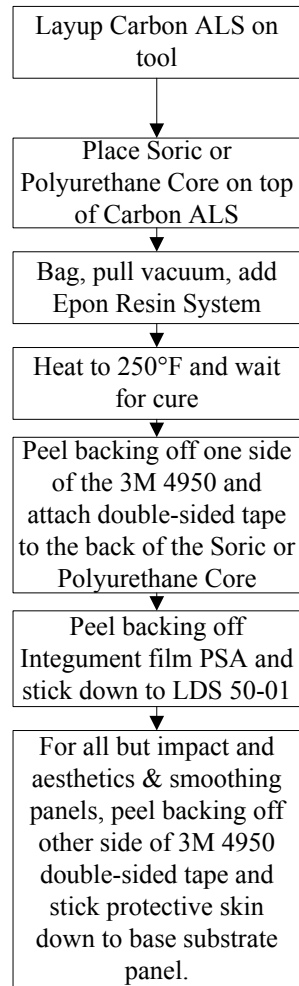 Layup Carbon ALS on
tool
Place Soric or
Polyurethane Core on top
of Carbon ALS
Bag, pull vacuum, add
Epon Resin System
Heat to 250°F and wait
for cure
Peel backing off one side
of the 3M 4950 and
attach double-sided tape
to the back of the Soric or
Polyurethane Core
Peel backing off
Integument film PSA and
stick down to LDS 50-01
For all but impact and
aesthetics & smoothing
panels, peel backing off
other side of 3M 4950
double-sided tape and
stick protective skin
down to base substrate
panel.